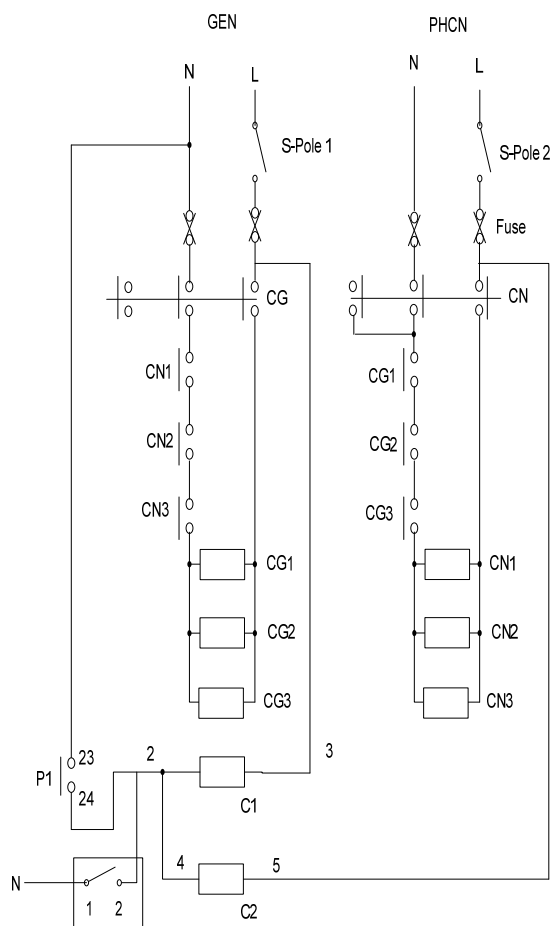 GEN
PHCN
N
L
N
L
S-Pole 1
S-Pole 2
Fuse
CG
CN
CN1
CG1
CN2
CG2
CN3
CG3
CG1
CN1
CG2
CN2
CG3
CN3
23
2
3
P1
24
C1
4
5
N
1
2
C2